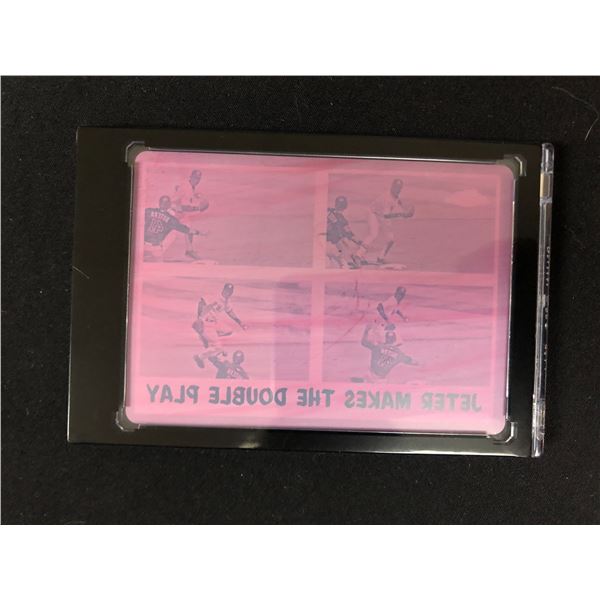 JETER MAKES THE DOUBLE PLAY